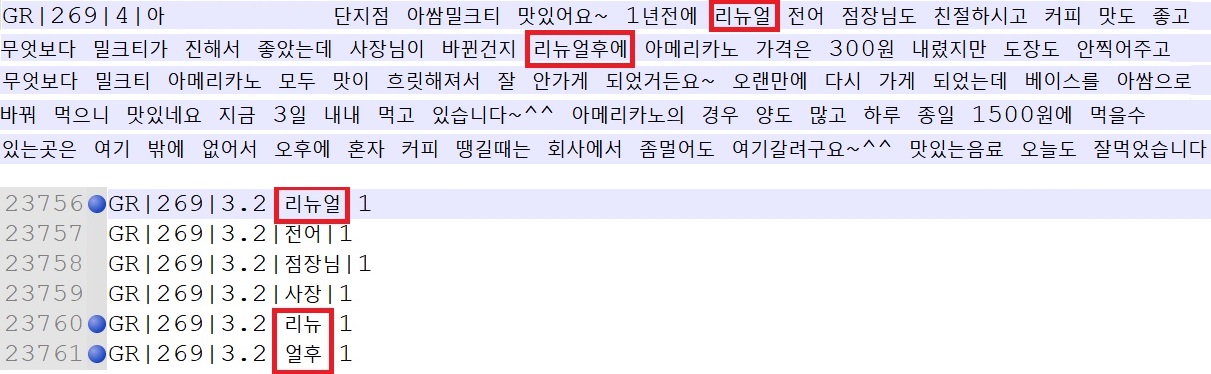 GR|269|4|아 단지점 아쌈밀크티 맛있어요~ 1년전에 리뉴얼 전어 점장님도 친절하시고 커피 맛도 좋고
무엇보다 밀크티가 진해서 좋았는데 사장님이 바뀐건지 리뉴얼후에 아메리카노 가격은 300원 내렸지만 도장도 안찍어주고
무엇보다 밀크티 아메리카노 모두 맛이 흐릿해져서 잘 안가게 되었거든요~ 오랜만에 다시 가게 되었는데 베이스를 아쌈으로
바꿔 먹으니 맛있네요 지금 3일 내내 먹고 있습니다~^^ 아메리카노의 경우 양도 많고 하루 종일 1500원에 먹을수
있는곳은 여기 밖에 없어서 오후에 혼자 커피 땡길때는 회사에서 좀멀어도 여기갈려구요~^^ 맛있는음료 오늘도 잘먹었습니다
23756 GR|269|3.2 리뉴얼 1
23757 GR|269|3.2|전어|1
23758 GR|269|3.2|점장님|1
23759 GR|269|3.2|사장|1
23760 GR|269|3.2 리뉴 1
23761 GR|269|3.2 얼후 1